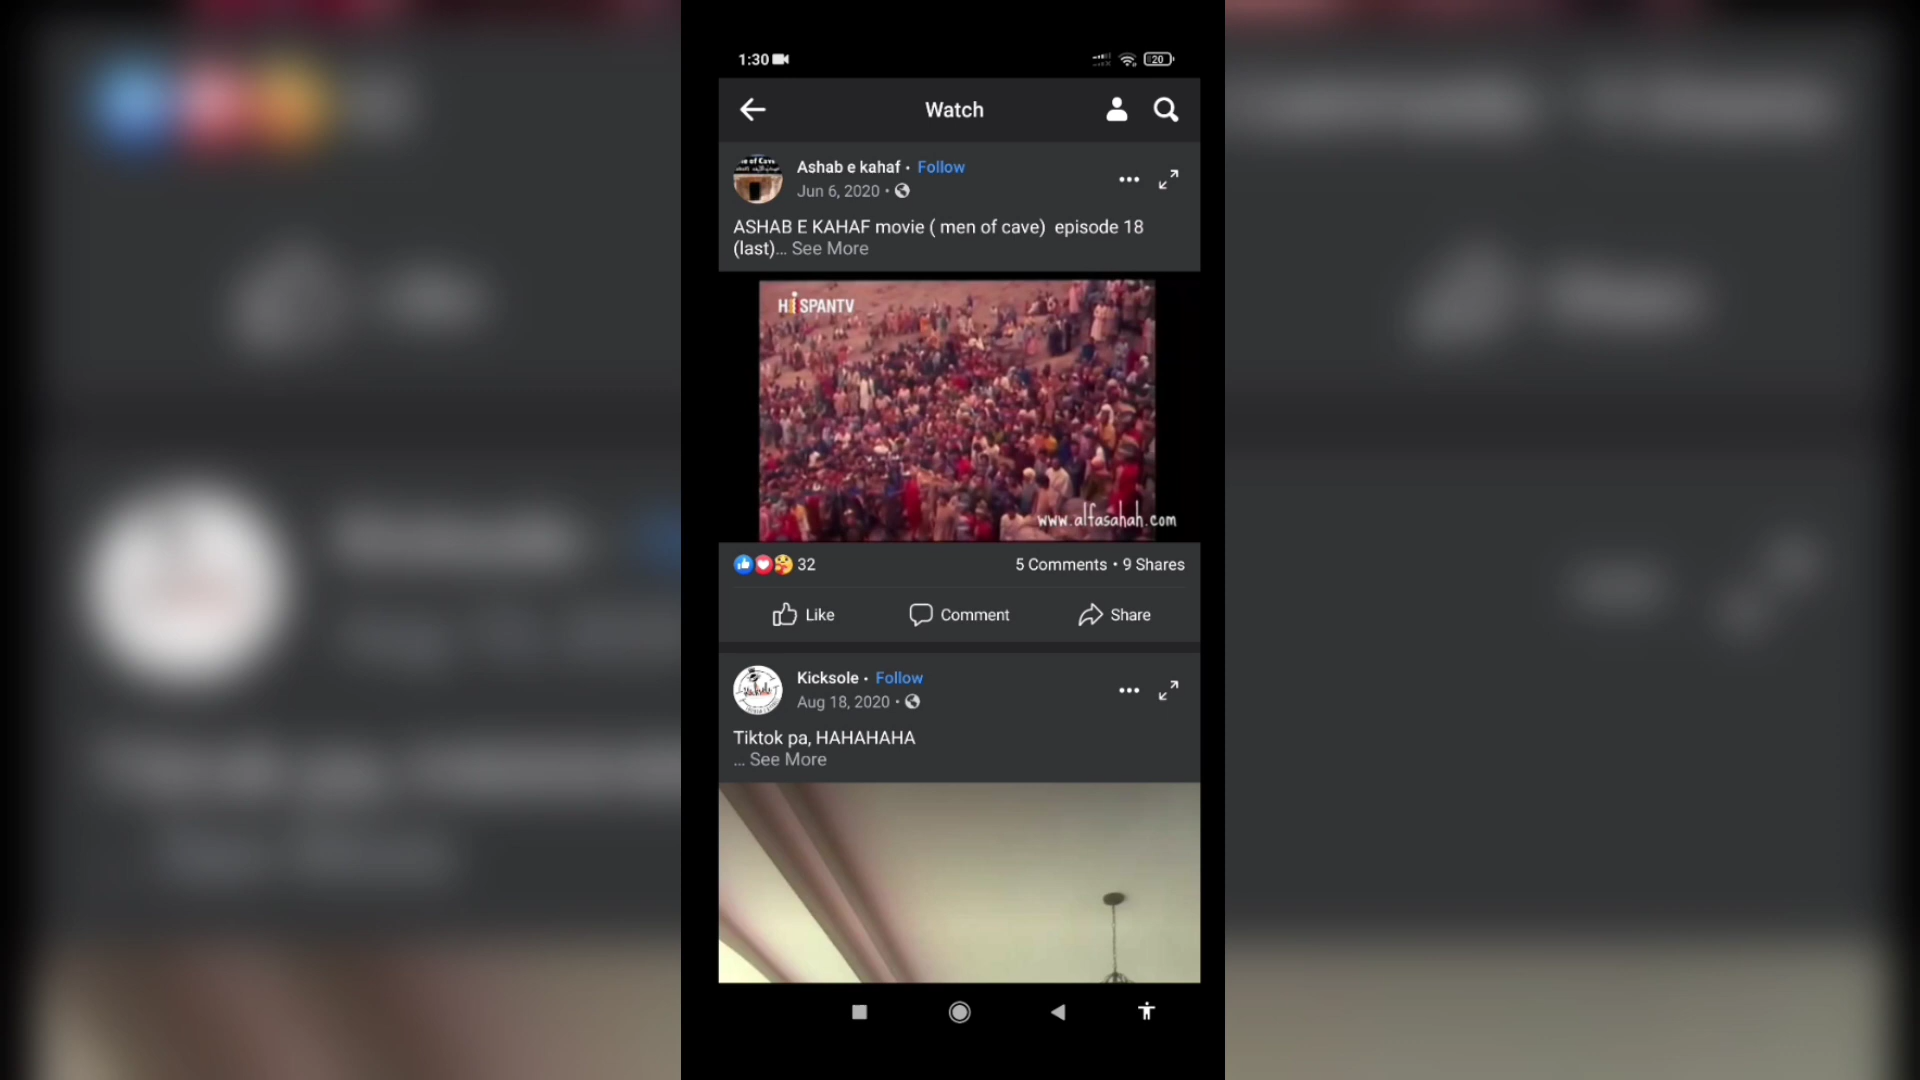 1:30
20
Watch
Ashab e kahaf • Follow
Jun 6, 2020 •
ASHAB E KAHAF movie ( men of cave)  episode 18
(last)... See More
HiSPANTV
www.alfasahah.com
32
5 Comments • 9 Shares
Like
Comment
Share
Kicksole • Follow
Aug 18, 2020 •
Tiktok pa, HAHAHAHA
... See More